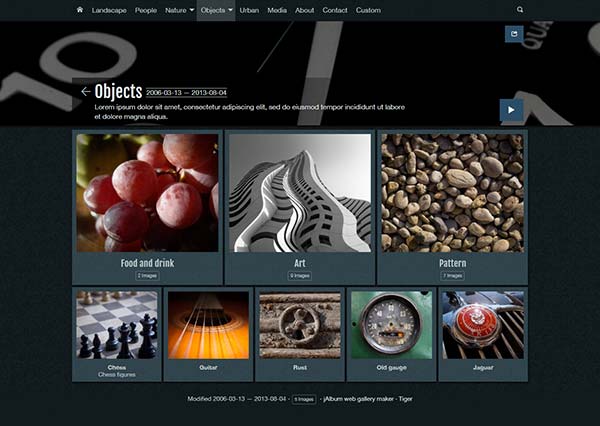 Landscape People Nature Objects Urban Media About Contact Custom
10
QUA
1
Objects 2006-03-13 — 2013-08-04
Lorem ipsum dolor sit amet, consectetur adipiscing elit, sed do eiusmod tempor incididunt ut labore
et dolore magna aliqua.
Food and drink
2 Images
Art
9 Images
Pattern
7 Images
Chess
Chess figures
Guitar
Rust
Old gauge
Jaguar
Modified 2006-03-13 — 2013-08-04 · 5 Images · jAlbum web gallery maker · Tiger